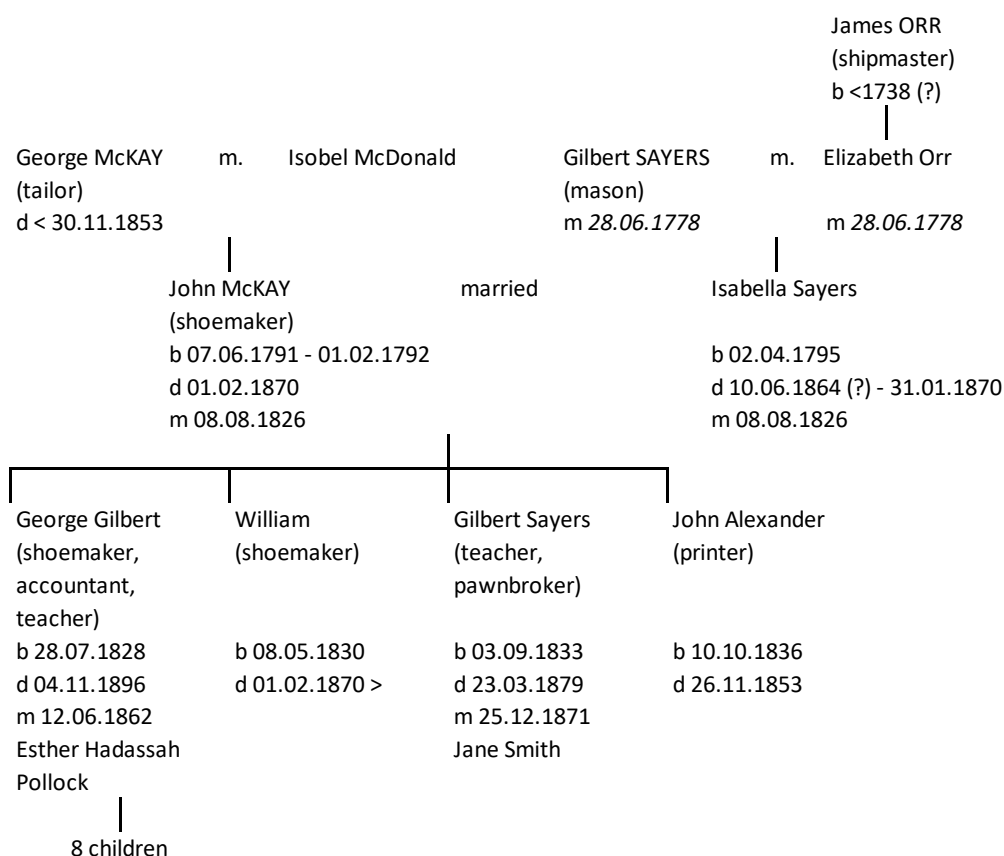 James ORR
(shipmaster)
b <1738 (?)
George McKAY m. Isobel McDonald Gilbert SAYERS m. Elizabeth Orr
(tailor) (mason)
d < 30.11.1853 m 28.06.1778 m 28.06.1778
John McKAY married Isabella Sayers
(shoemaker)
b 07.06.1791 - 01.02.1792 b 02.04.1795
d 01.02.1870 d 10.06.1864 (?) - 31.01.1870
m 08.08.1826 m 08.08.1826
George Gilbert William Gilbert Sayers John Alexander
(shoemaker, (shoemaker) (teacher, (printer)
accountant, pawnbroker)
teacher)
b 28.07.1828 b 08.05.1830 b 03.09.1833 b 10.10.1836
d 04.11.1896 d 01.02.1870 > d 23.03.1879 d 26.11.1853
m 12.06.1862 m 25.12.1871
Esther Hadassah Jane Smith
Pollock
8 children